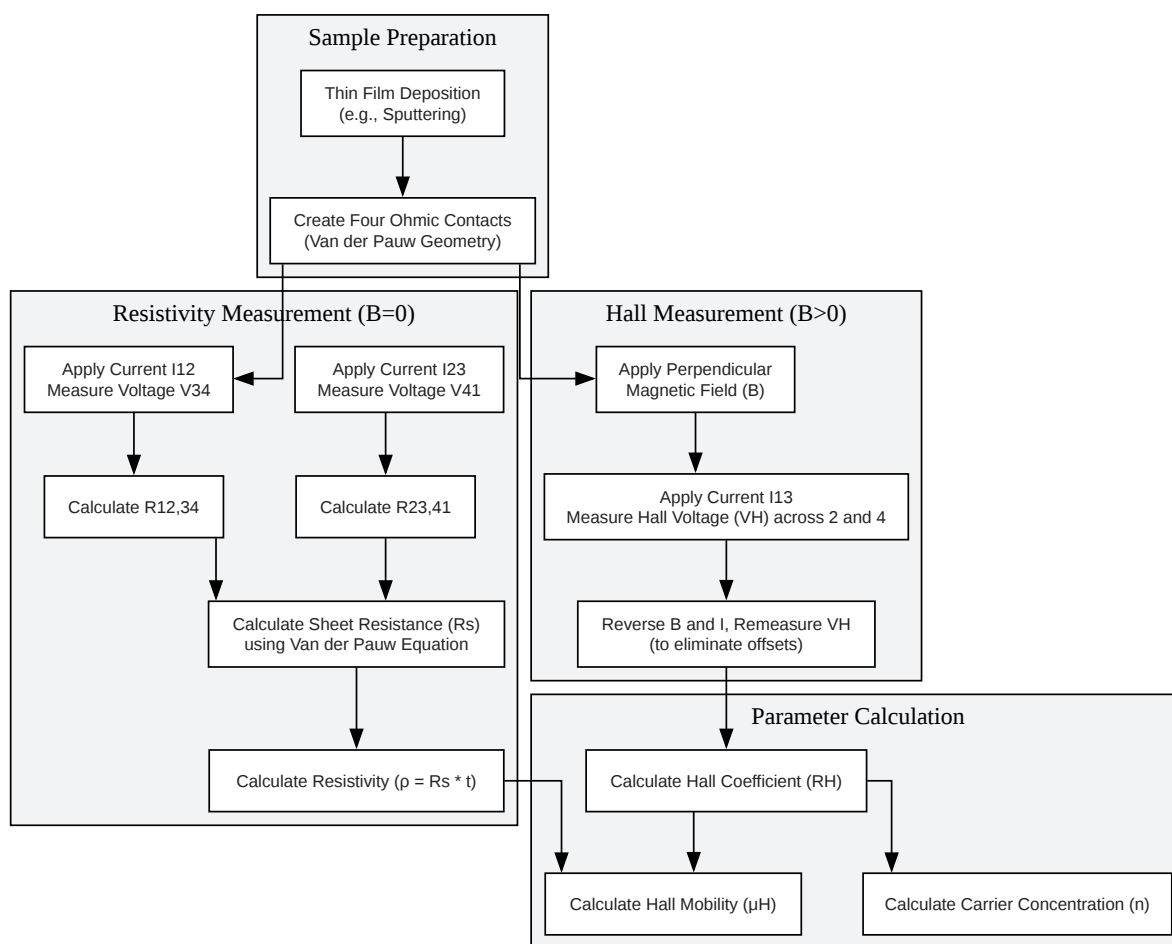 Sample Preparation
Thin Film Deposition
(e.g., Sputtering)
Create Four Ohmic Contacts
(Van der Pauw Geometry)
Resistivity Measurement (B=0)
Apply Current I12
Measure Voltage V34
Apply Current I23
Measure Voltage V41
Calculate R12,34
Calculate R23,41
Calculate Sheet Resistance (Rs)
using Van der Pauw Equation
Calculate Resistivity (ρ = Rs * t)
Hall Measurement (B>0)
Apply Perpendicular
Magnetic Field (B)
Apply Current I13
Measure Hall Voltage (VH) across 2 and 4
Reverse B and I, Remeasure VH
(to eliminate offsets)
Parameter Calculation
Calculate Hall Coefficient (RH)
Calculate Hall Mobility (μH)
Calculate Carrier Concentration (n)